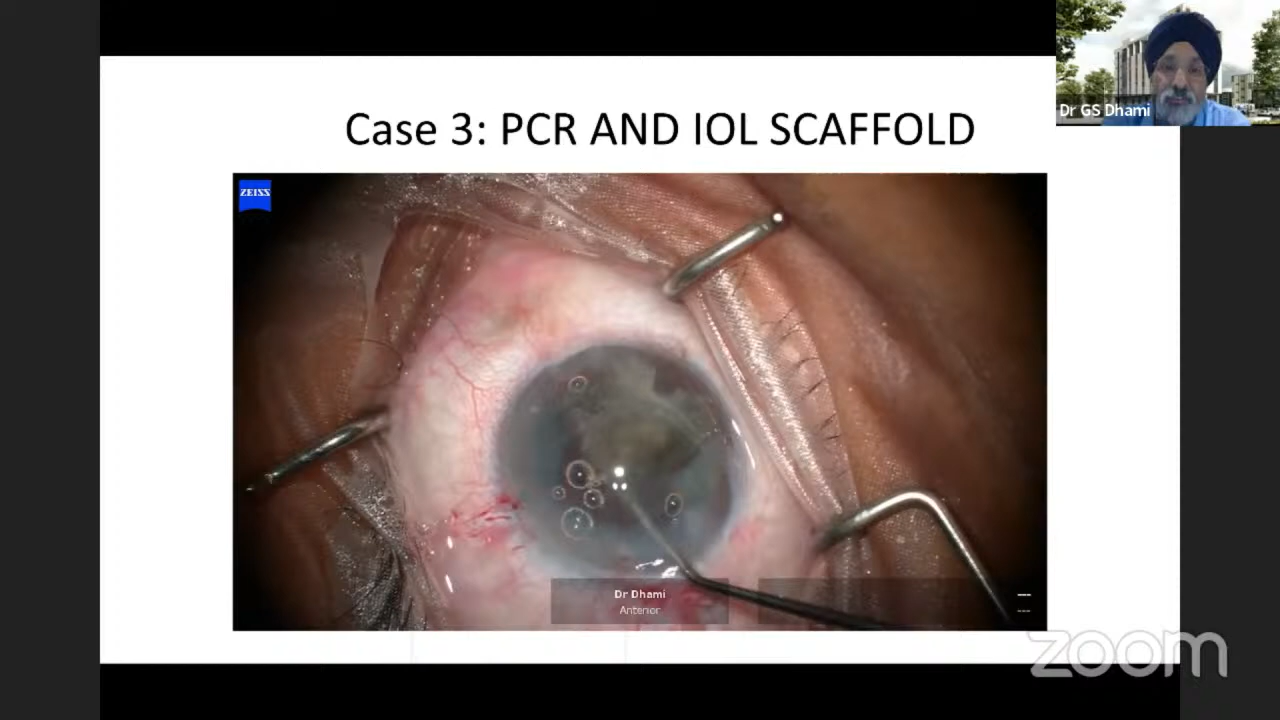 Dr GS Dhami
Case 3: PCR AND IOL SCAFFOLD
ZEISS
Dr Dhami
Anterior
zoom